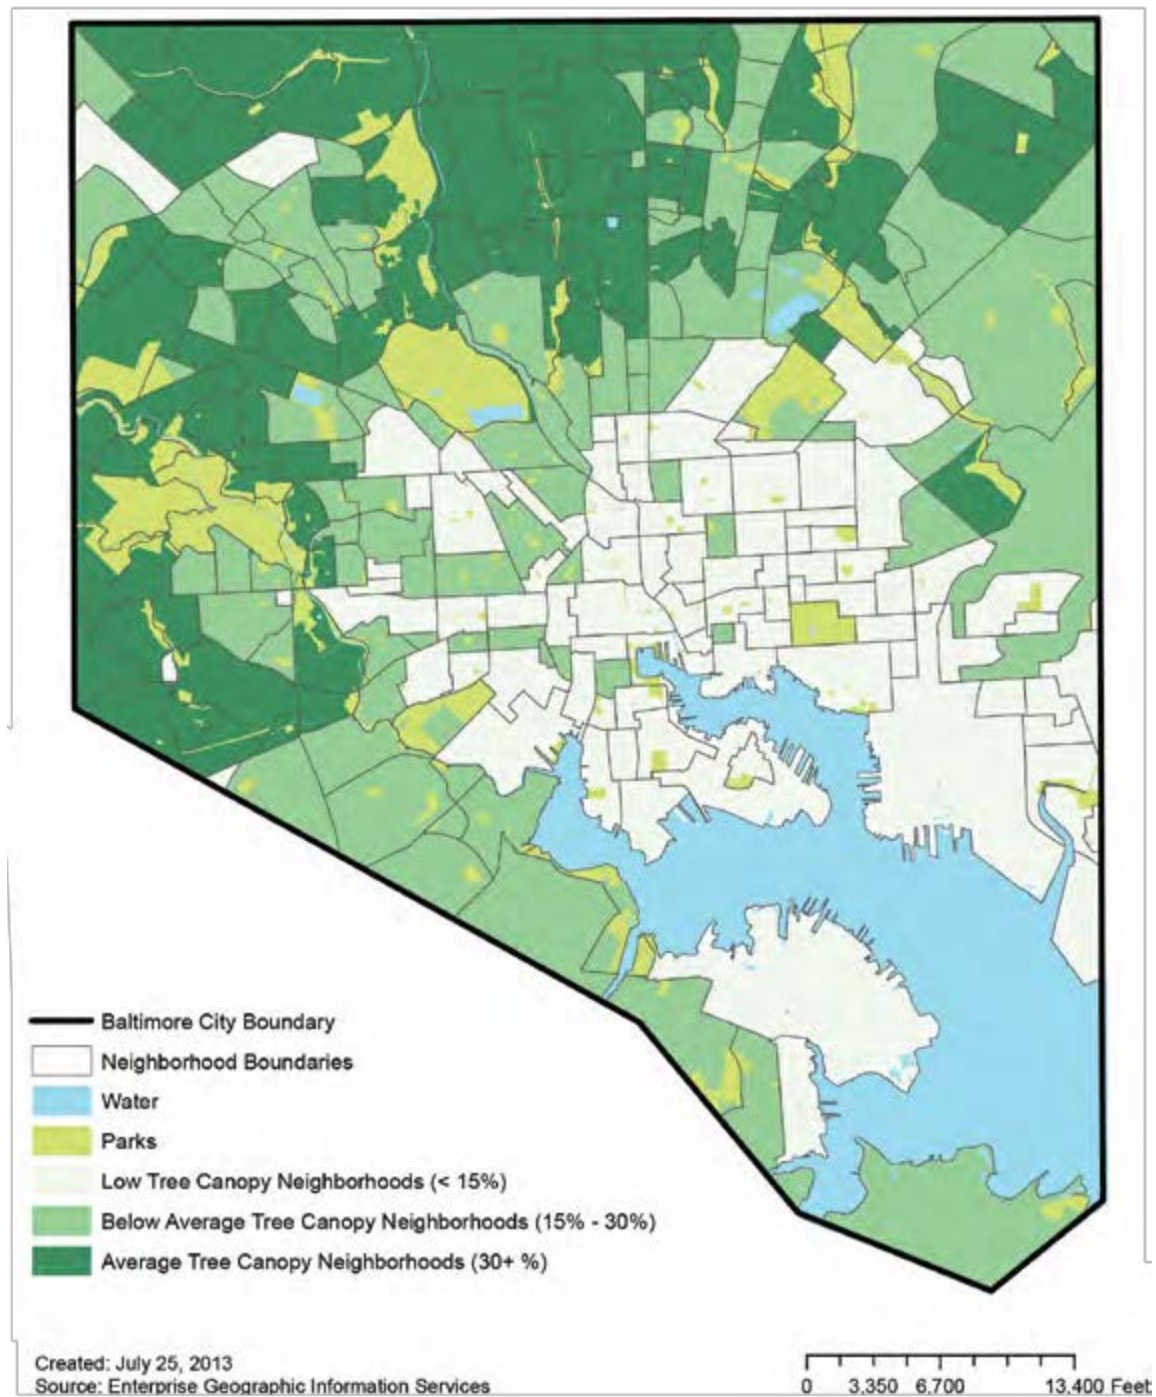 Baltimore City Boundary
Neighborhood Boundaries
Water
Parks
Low Tree Canopy Neighborhoods (< 15%)
Below Average Tree Canopy Neighborhoods (15% - 30%)
Average Tree Canopy Neighborhoods (30+ %)
Created: July 25, 2013
Source: Enterprise Geographic Information Services
0 3,350 6,700 13,400 Feet